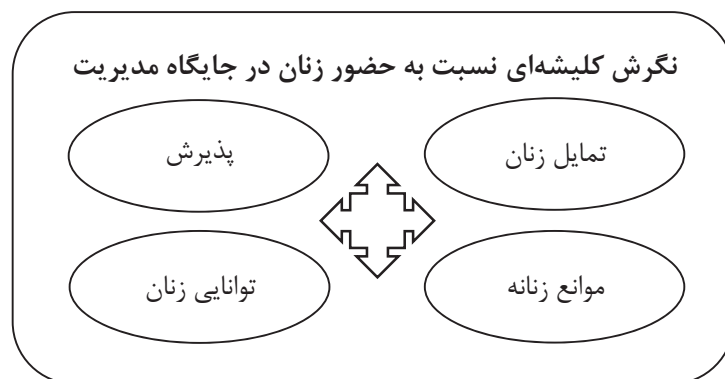 نگرش کلیشه‌ای نسبت به حضور زنان در جایگاه مدیریت
تمایل زنان
پذیرش
موانع زنانه
توانایی زنان